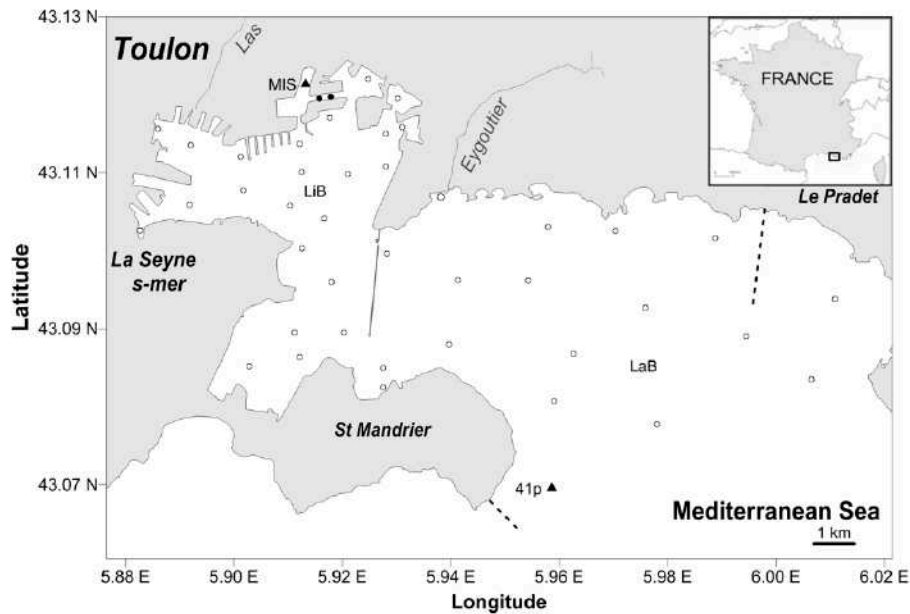 43.13 N
43.11 N
43.09 N
43.07 N
Latitude
Toulon
Las
MIS
Eygoutier
FRANCE
Le Pradet
LiB
La Seyne
s-mer
LaB
St Mandrier
41p
Mediterranean Sea
1 km
5.88 E
5.90 E
5.92 E
5.94 E
5.96 E
5.98 E
6.00 E
6.02 E
Longitude